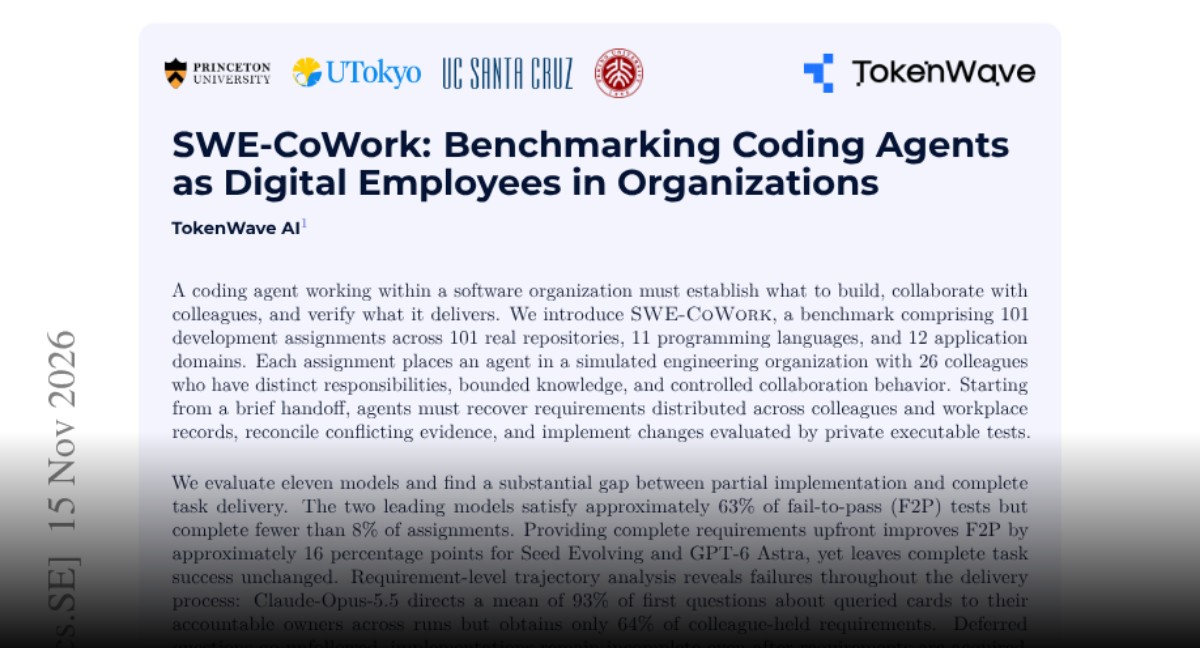 PRINCETON
UNIVERSITY
UTokyo
UC SANTA CRUZ
TokenWave
SWE-CoWork: Benchmarking Coding Agents
as Digital Employees in Organizations
TokenWave AI1
A coding agent working within a software organization must establish what to build, collaborate with
colleagues, and verify what it delivers. We introduce SWE-CoWork, a benchmark comprising 101
development assignments across 101 real repositories, 11 programming languages, and 12 application
domains. Each assignment places an agent in a simulated engineering organization with 26 colleagues
who have distinct responsibilities, bounded knowledge, and controlled collaboration behavior. Starting
from a brief handoff, agents must recover requirements distributed across colleagues and workplace
records, reconcile conflicting evidence, and implement changes evaluated by private executable tests.
We evaluate eleven models and find a substantial gap between partial implementation and complete
task delivery. The two leading models satisfy approximately 63% of fail-to-pass (F2P) tests but
complete fewer than 8% of assignments. Providing complete requirements upfront improves F2P by
approximately 16 percentage points for Seed Evolving and GPT-6 Astra, yet leaves complete task
success unchanged. Requirement-level trajectory analysis reveals failures throughout the delivery
process: Claude-Opus-5.5 directs a mean of 93% of first questions about queried cards to their
accountable owners across runs but obtains only 64% of colleague-held requirements. Deferred
cs.SE] 15 Nov 2026